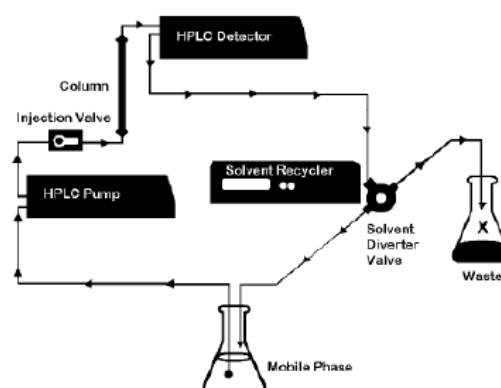 HPLC Detector
Column
Injection Valve
Solvent Recycler
HPLC Pump
Solvent
Diverter
Valve
X
Waste
Mobile Phase